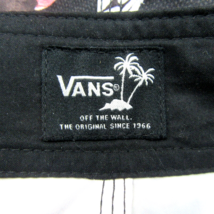 VANS®
OFF THE WALL.
THE ORIGINAL SINCE 1966